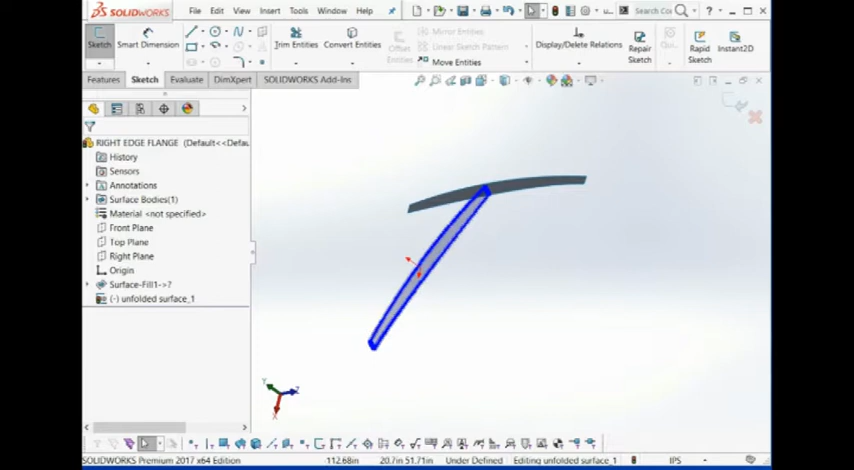 SOLIDWORKS File Edit View Insert Tools Window Help Search Co
Sketch Smart Dimension Trim Entities Convert Entities Offset Entities Mirror Entities Linear Sketch Pattern Move Entities Display/Delete Relations Repair Sketch Rapid Sketch Instant2D
Features Sketch Evaluate DimXpert SOLIDWORKS Add-Ins
RIGHT EDGE FLANGE (Default<<Defau
History
Sensors
Annotations
Surface Bodies(1)
Material <not specified>
Front Plane
Top Plane
Right Plane
Origin
Surface-Fill1->?
(-) unfolded surface_1
Y Z
X
SOLIDWORKS Premium 2017 x64 Edition -112.68in 20.7in 51.71in Under Defined Editing unfolded surface_1 IPS